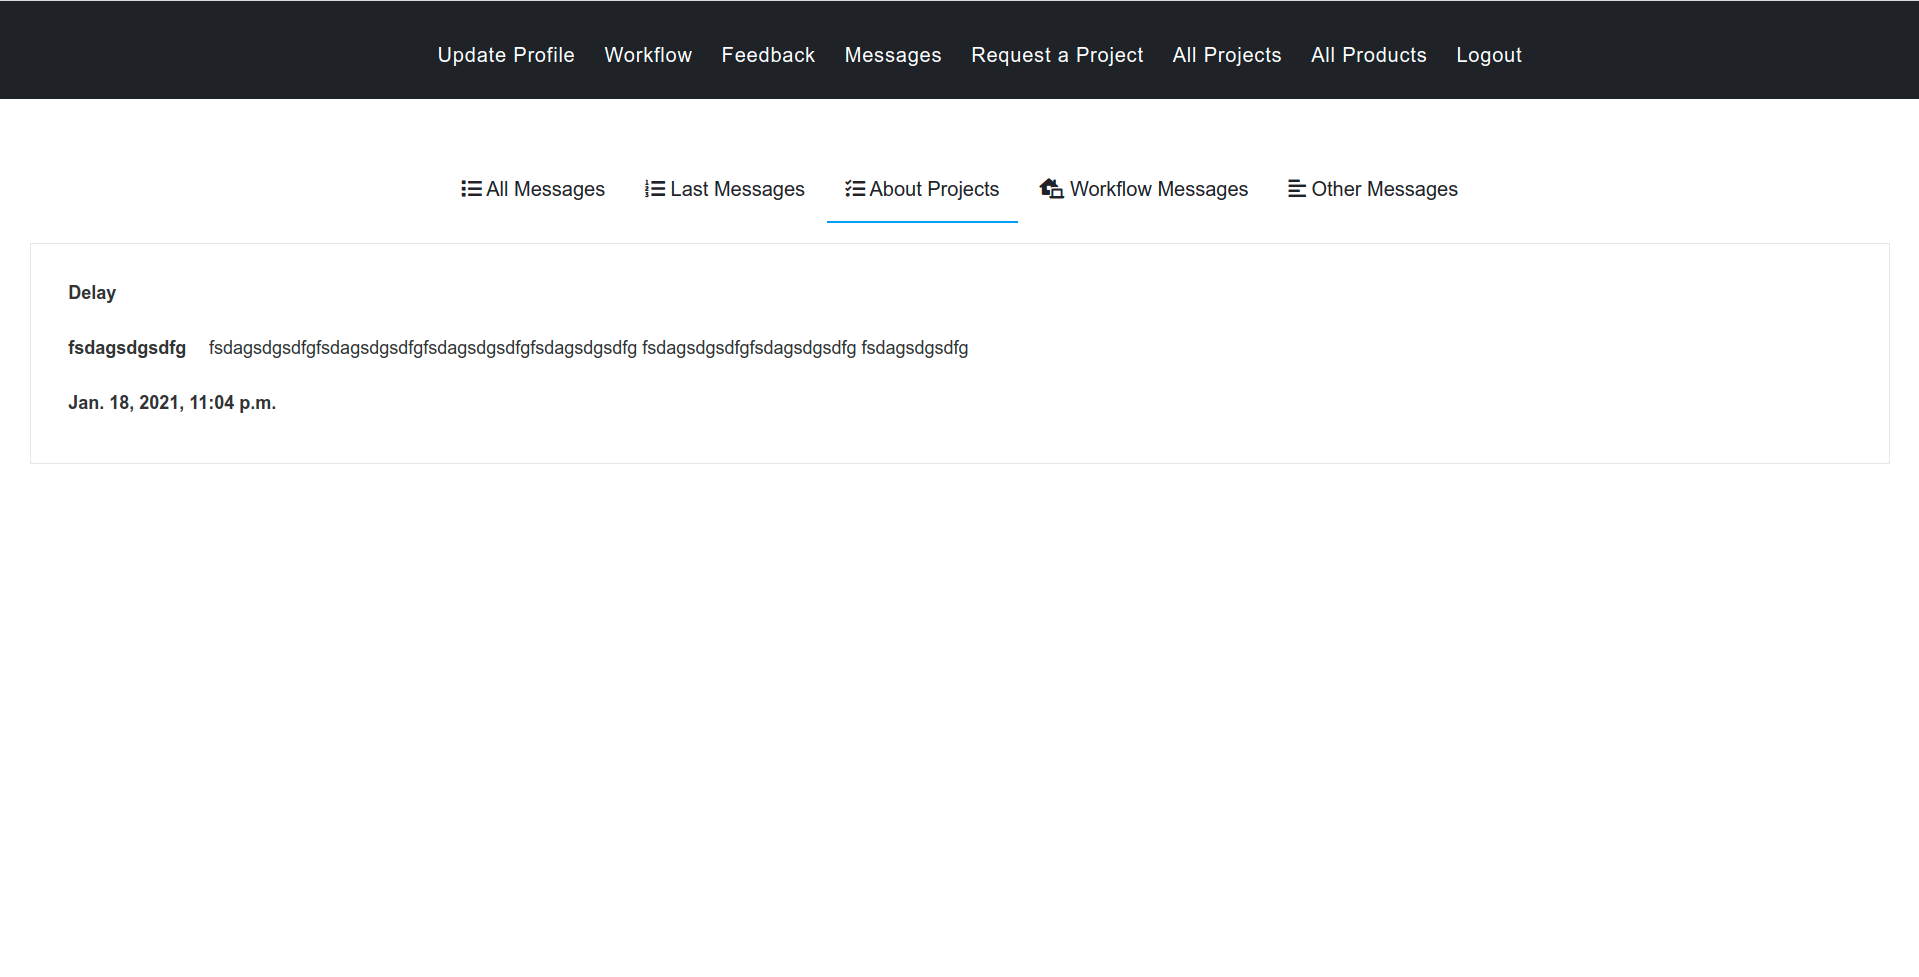 Update Profile Workflow Feedback Messages Request a Project All Projects All Products Logout
All Messages Last Messages About Projects Workflow Messages Other Messages
Delay
fsdagsdgsdfg fsdagsdgsdfgfsdagsdgsdfgfsdagsdgsdfgfsdagsdgsdfg fsdagsdgsdfgfsdagsdgsdfg fsdagsdgsdfg
Jan. 18, 2021, 11:04 p.m.